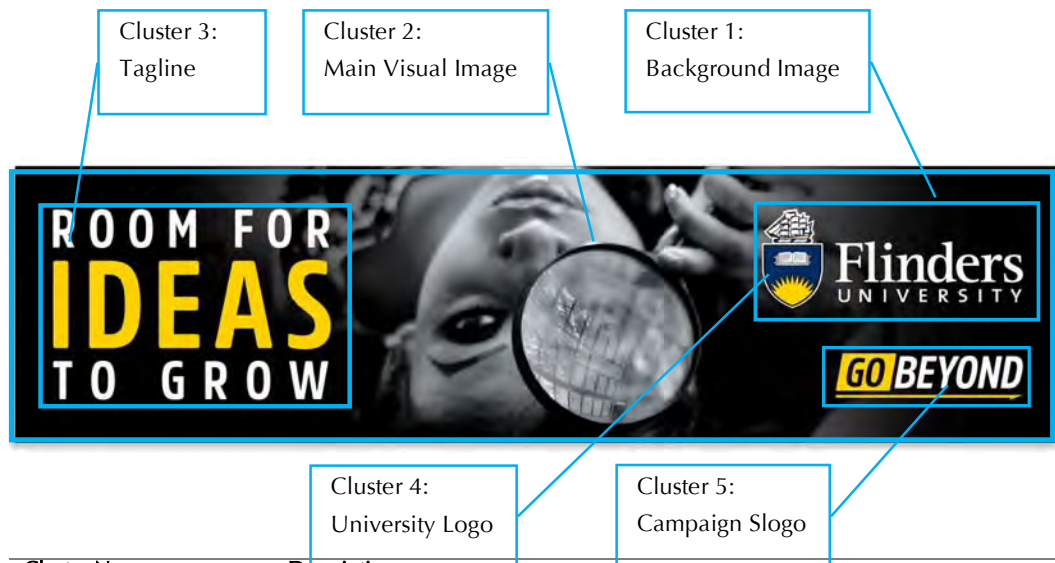 Cluster 3:
Tagline
Cluster 2:
Main Visual Image
Cluster 1:
Background Image
ROOM FOR
IDEAS
TO GROW
Flinders
UNIVERSITY
GO BEYOND
Cluster 4:
University Logo
Cluster 5:
Campaign Slogo